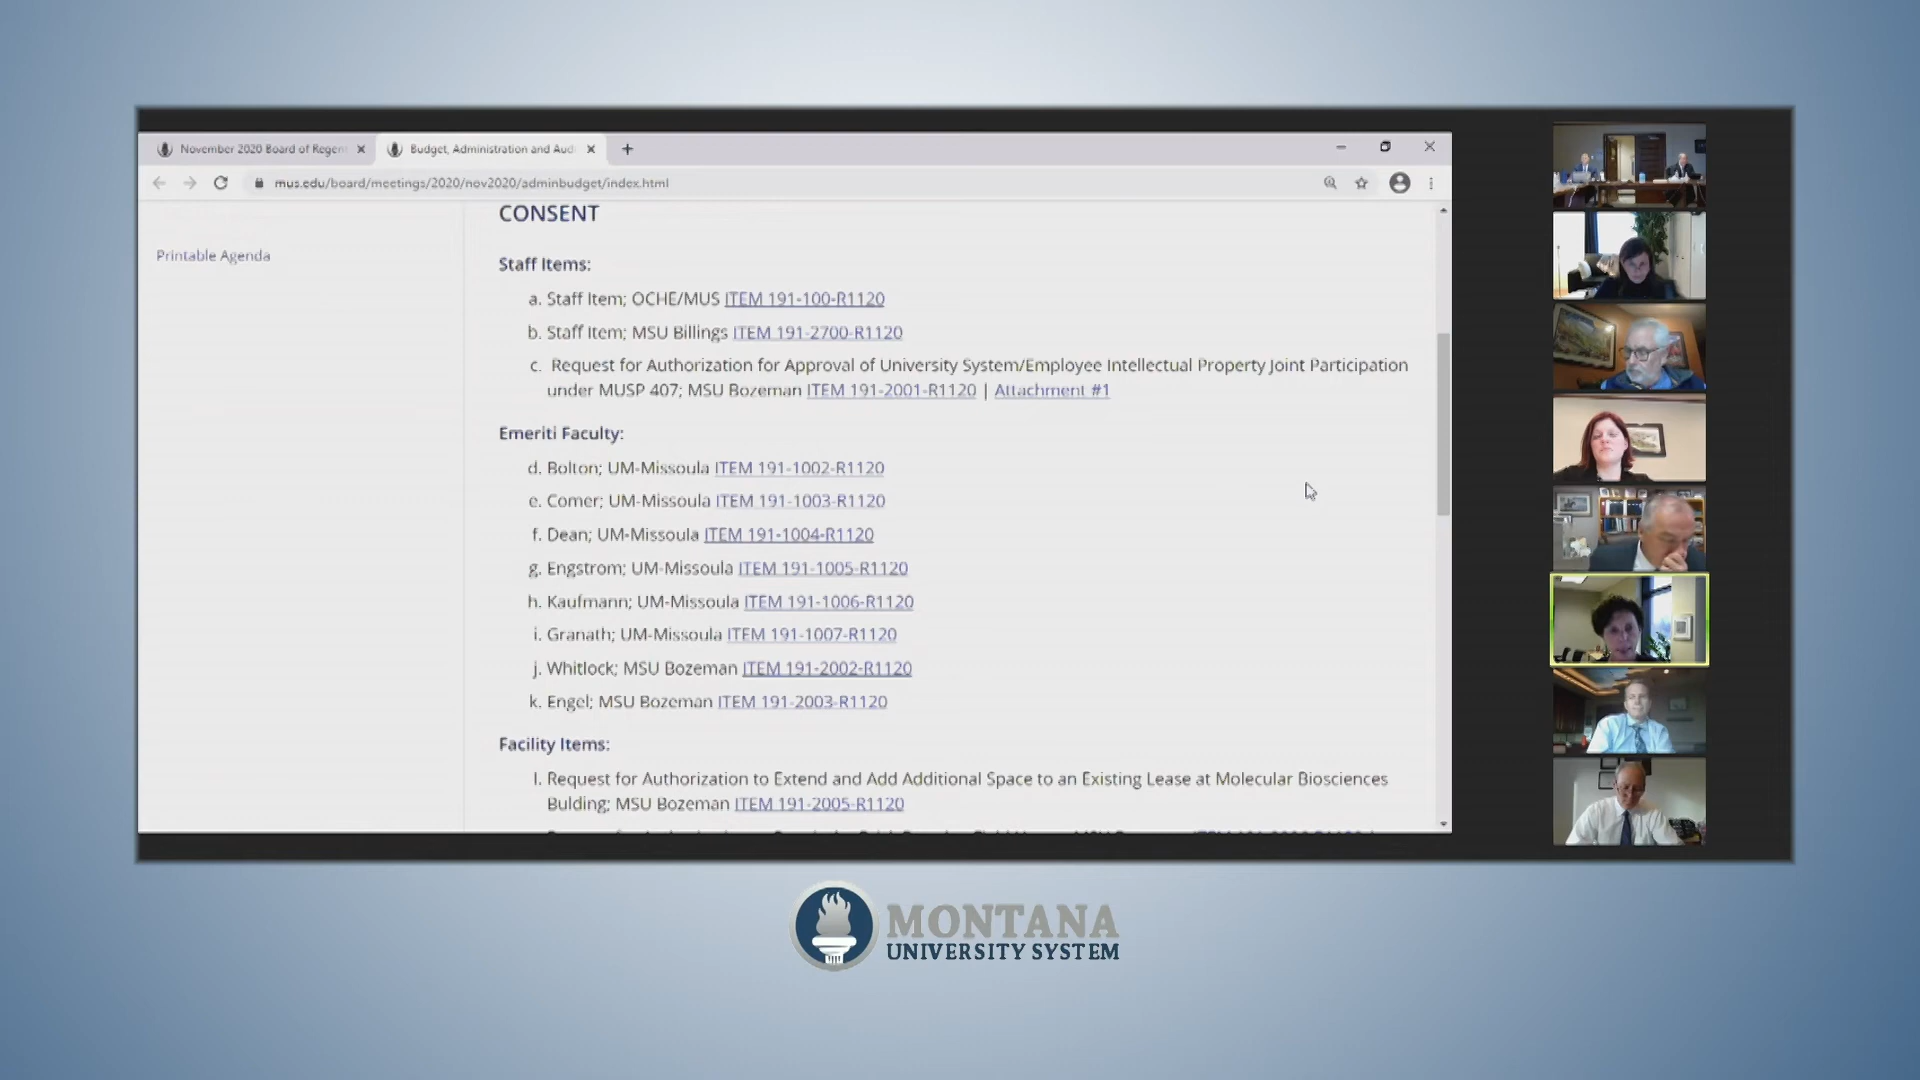 November 2020 Board of Regen
Budget, Administration and Aud
mus.edu/board/meetings/2020/nov2020/adminbudget/index.html
Printable Agenda
CONSENT
Staff Items:
a. Staff Item; OCHE/MUS ITEM 191-100-R1120
b. Staff Item; MSU Billings ITEM 191-2700-R1120
c. Request for Authorization for Approval of University System/Employee Intellectual Property Joint Participation
under MUSP 407; MSU Bozeman ITEM 191-2001-R1120 | Attachment #1
Emeriti Faculty:
d. Bolton; UM-Missoula ITEM 191-1002-R1120
e. Comer; UM-Missoula ITEM 191-1003-R1120
f. Dean; UM-Missoula ITEM 191-1004-R1120
g. Engstrom; UM-Missoula ITEM 191-1005-R1120
h. Kaufmann; UM-Missoula ITEM 191-1006-R1120
i. Granath; UM-Missoula ITEM 191-1007-R1120
j. Whitlock; MSU Bozeman ITEM 191-2002-R1120
k. Engel; MSU Bozeman ITEM 191-2003-R1120
Facility Items:
l. Request for Authorization to Extend and Add Additional Space to an Existing Lease at Molecular Biosciences
Bulding; MSU Bozeman ITEM 191-2005-R1120
MONTANA
UNIVERSITY SYSTEM